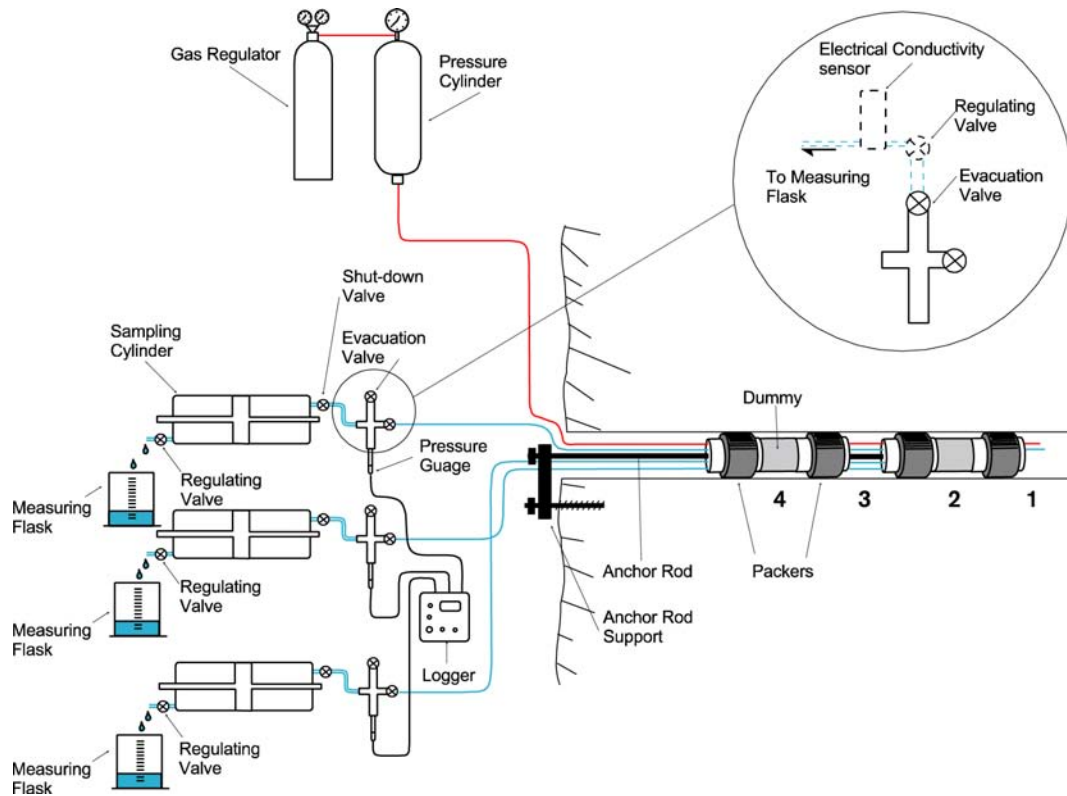 Gas Regulator
Pressure
Cylinder
Electrical Conductivity
sensor
Regulating
Valve
To Measuring
Flask
Evacuation
Valve
Shut-down
Valve
Sampling
Cylinder
Evacuation
Valve
Dummy
Pressure
Guage
Regulating
Valve
Measuring
Flask
4
3
2
1
Anchor Rod
Packers
Regulating
Valve
Anchor Rod
Support
Measuring
Flask
Logger
Regulating
Valve
Measuring
Flask